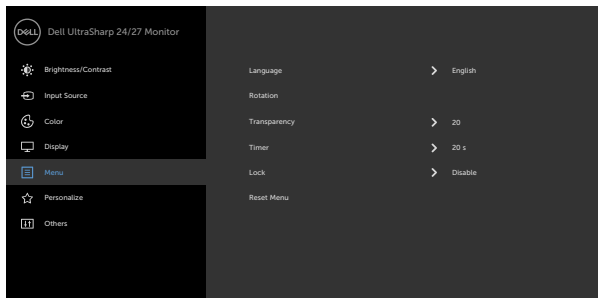 DELL
Dell UltraSharp 24/27 Monitor
Brightness/Contrast
Input Source
Color
Display
Menu
Personalize
Others
Language English
Rotation
Transparency 20
Timer 20 s
Lock Disable
Reset Menu